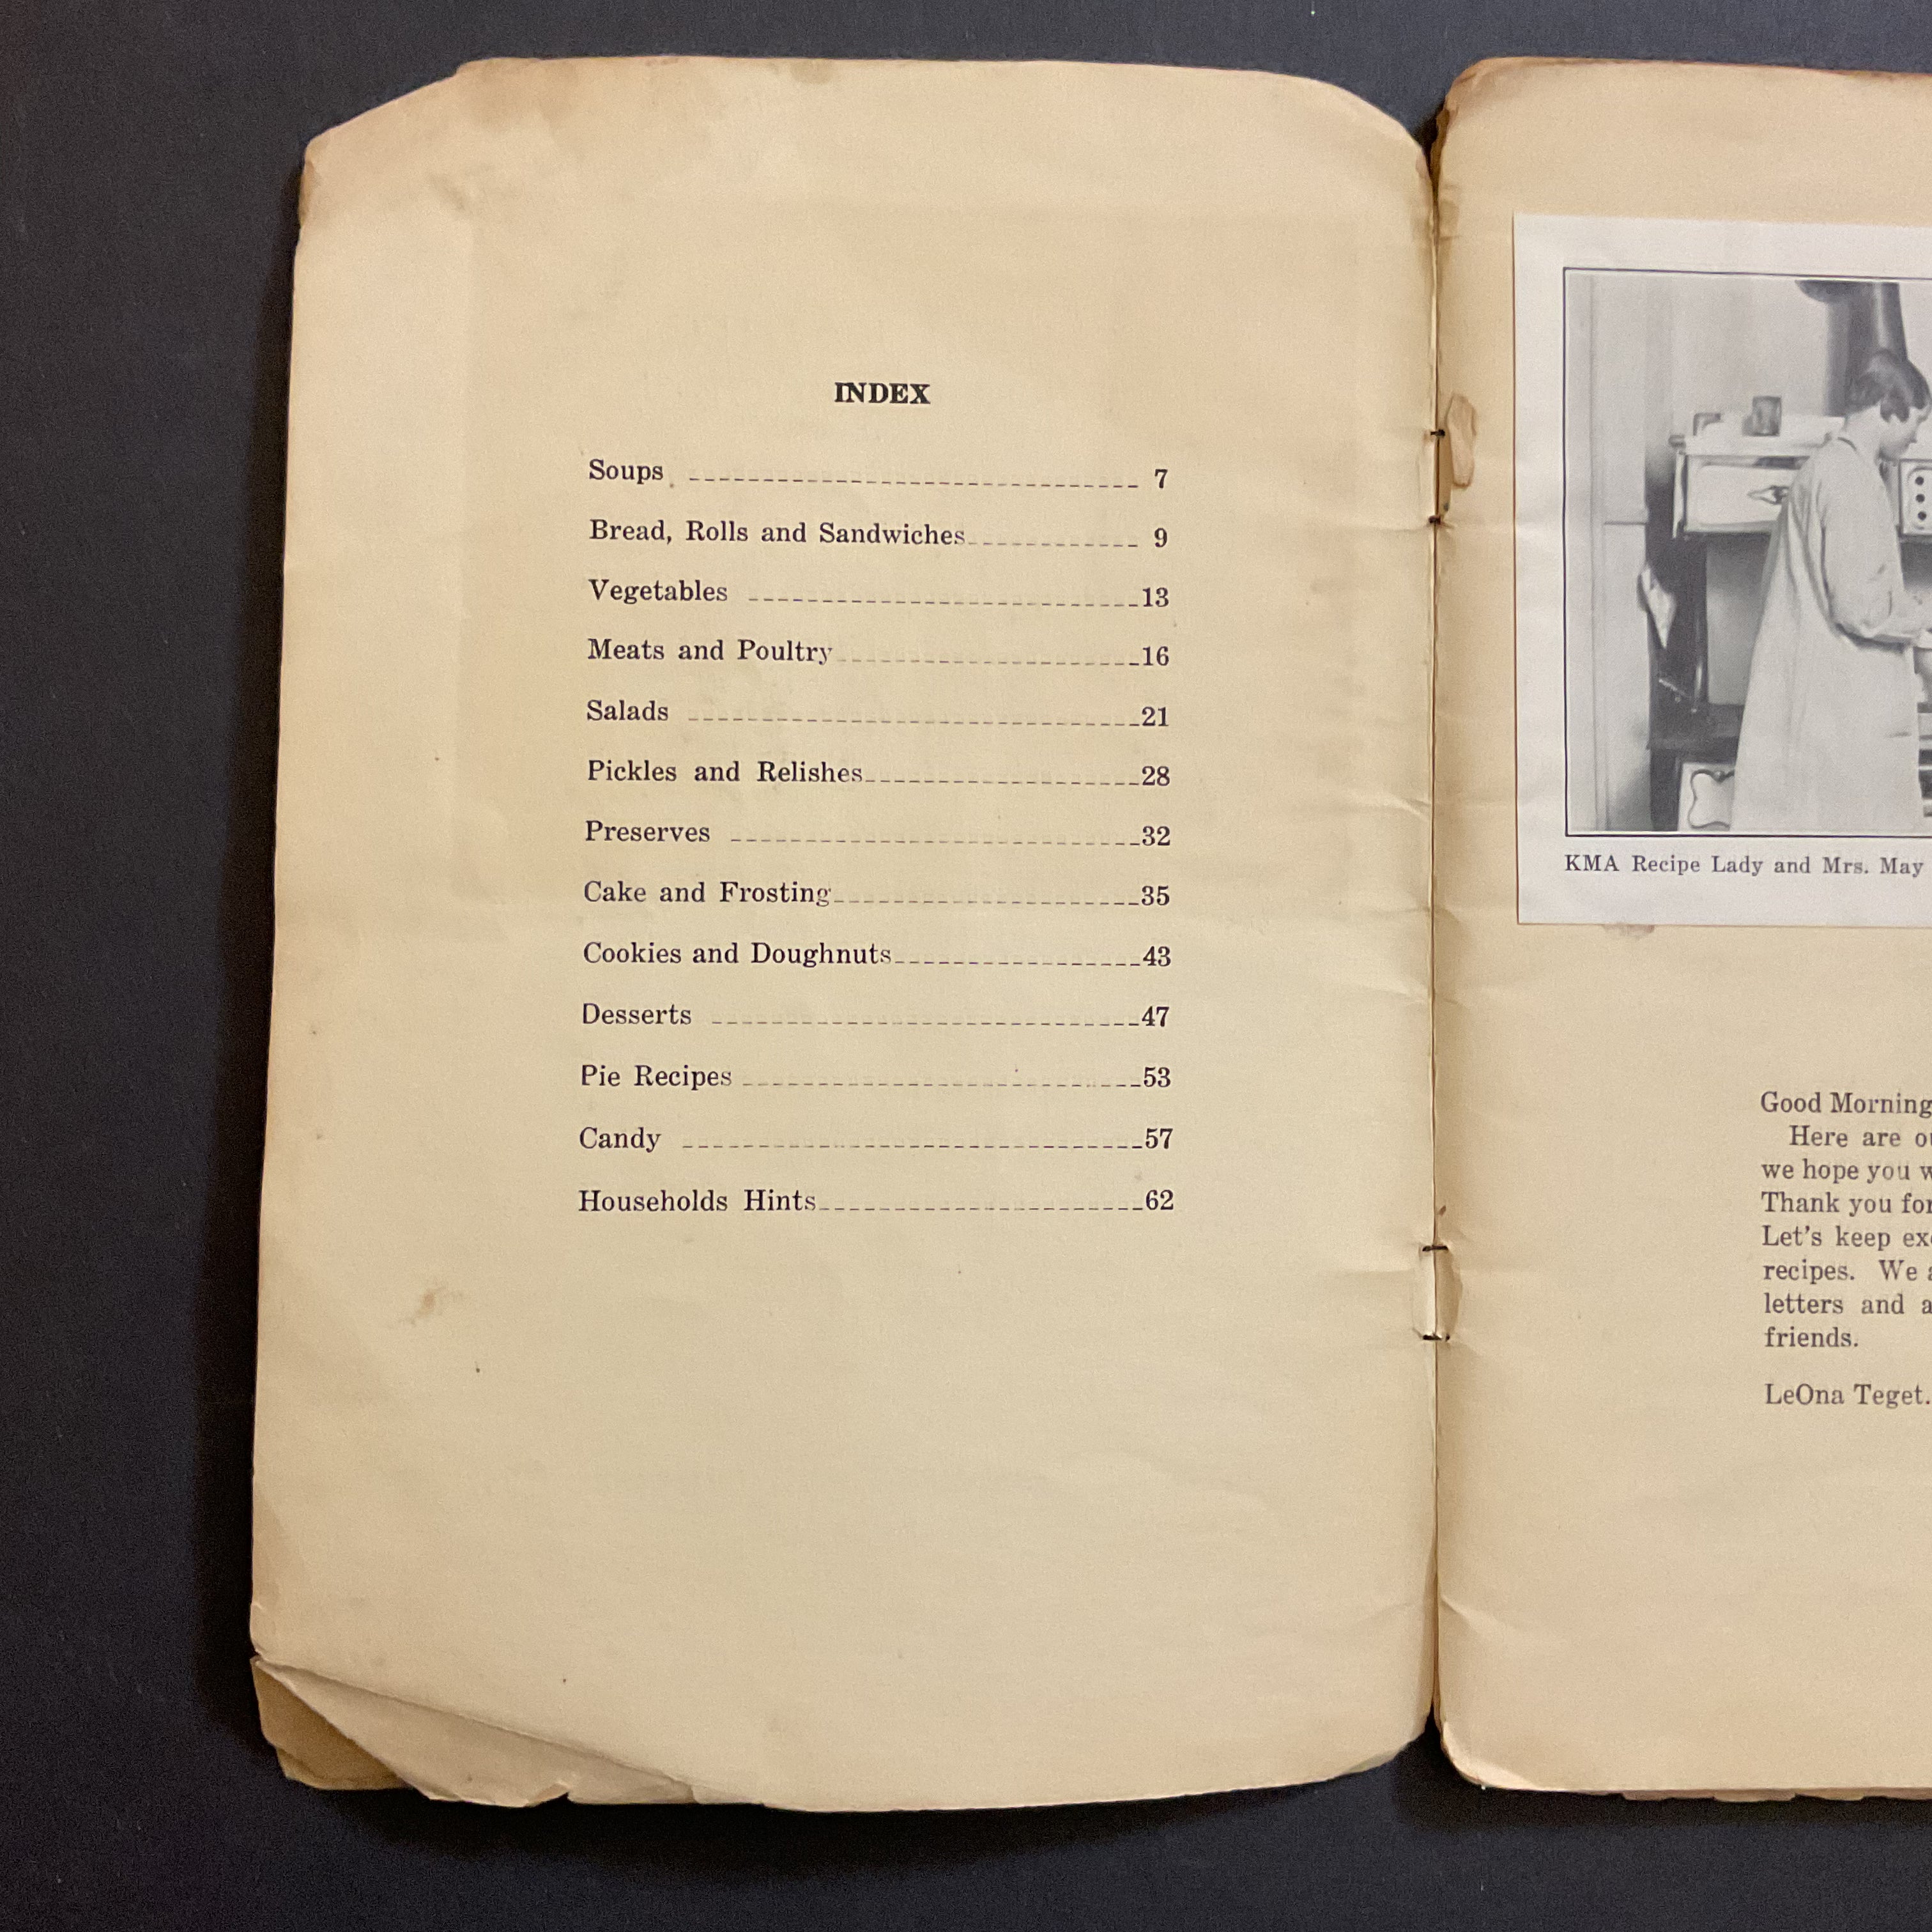 INDEX
Soups 7
Bread, Rolls and Sandwiches 9
Vegetables 13
Meats and Poultry 16
Salads 21
Pickles and Relishes 28
Preserves 32
Cake and Frosting 35
Cookies and Doughnuts 43
Desserts 47
Pie Recipes 53
Candy 57
Households Hints 62
KMA Recipe Lady and Mrs. May
Good Morning
Here are
we hope you
Thank you for
Let's keep
recipes. We
letters and
friends.
LeOna Teget.